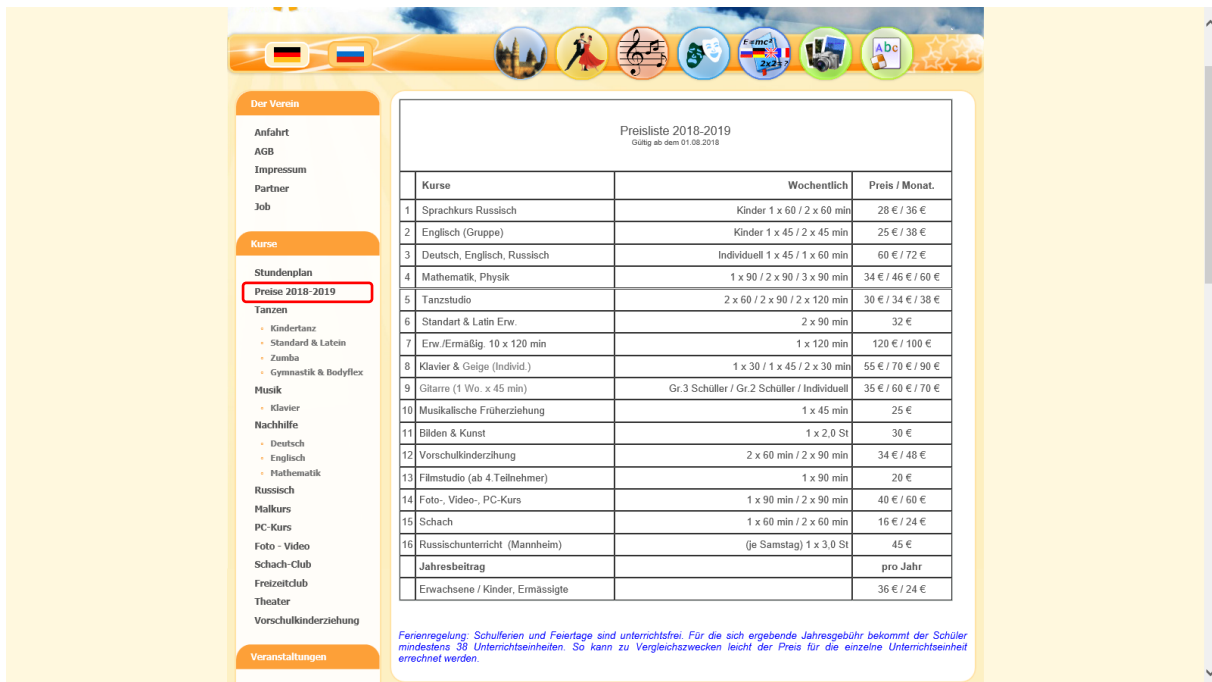 E=mc²
2x2=?
Abc
Der Verein
Anfahrt
AGB
Impressum
Partner
Job
Kurse
Stundenplan
Preise 2018-2019
Tanzen
Kindertanz
Standard & Latein
Zumba
Gymnastik & Bodyflex
Musik
Klavier
Nachhilfe
Deutsch
Englisch
Mathematik
Russisch
Malkurs
PC-Kurs
Foto - Video
Schach-Club
Freizeitclub
Theater
Vorschulkinderziehung
Veranstaltungen
Preisliste 2018-2019
Gültig ab dem 01.08.2018
Kurse Wochentlich Preis / Monat.
1 Sprachkurs Russisch Kinder 1 x 60 / 2 x 60 min 28 € / 36 €
2 Englisch (Gruppe) Kinder 1 x 45 / 2 x 45 min 25 € / 38 €
3 Deutsch, Englisch, Russisch Individuell 1 x 45 / 1 x 60 min 60 € / 72 €
4 Mathematik, Physik 1 x 90 / 2 x 90 / 3 x 90 min 34 € / 46 € / 60 €
5 Tanzstudio 2 x 60 / 2 x 90 / 2 x 120 min 30 € / 34 € / 38 €
6 Standart & Latin Erw. 2 x 90 min 32 €
7 Erw./Ermäßig. 10 x 120 min 1 x 120 min 120 € / 100 €
8 Klavier & Geige (Individ.) 1 x 30 / 1 x 45 / 2 x 30 min 55 € / 70 € / 90 €
9 Gitarre (1 Wo. x 45 min) Gr.3 Schüller / Gr.2 Schüller / Individuell 35 € / 60 € / 70 €
10 Musikalische Früherziehung 1 x 45 min 25 €
11 Bilden & Kunst 1 x 2,0 St 30 €
12 Vorschulkinderzihung 2 x 60 min / 2 x 90 min 34 € / 48 €
13 Filmstudio (ab 4.Teilnehmer) 1 x 90 min 20 €
14 Foto-, Video-, PC-Kurs 1 x 90 min / 2 x 90 min 40 € / 60 €
15 Schach 1 x 60 min / 2 x 60 min 16 € / 24 €
16 Russischunterricht (Mannheim) (je Samstag) 1 x 3,0 St 45 €
Jahresbeitrag pro Jahr
Erwachsene / Kinder, Ermässigte 36 € / 24 €
Ferienregelung: Schulferien und Feiertage sind unterrichtsfrei. Für die sich ergebende Jahresgebühr bekommt der Schüler
mindestens 38 Unterrichtseinheiten. So kann zu Vergleichszwecken leicht der Preis für die einzelne Unterrichtseinheit
errechnet werden.